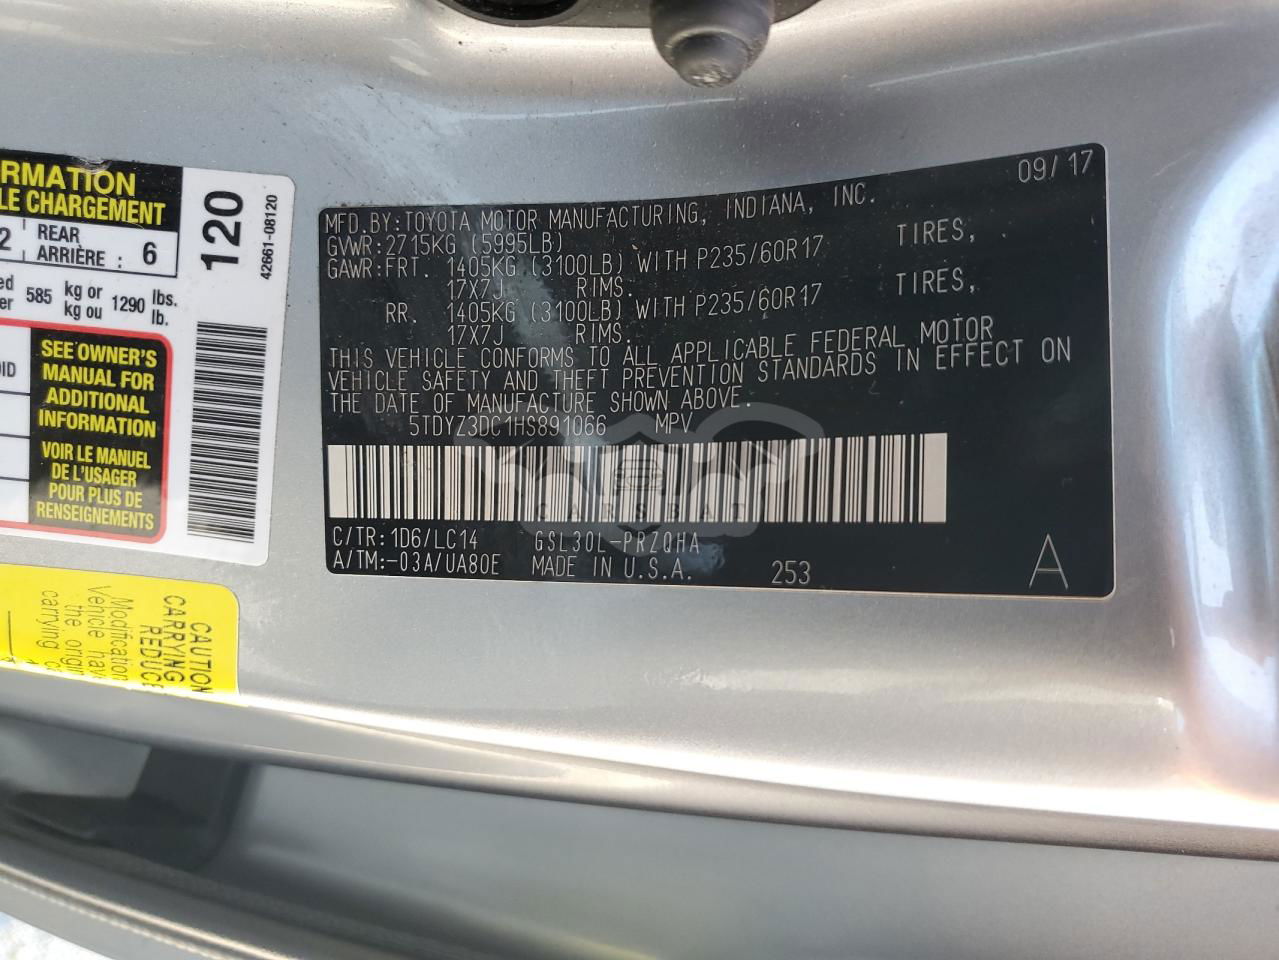 RMATION
LE CHARGEMENT
2 REAR ARRIÈRE : 6
585 kg or kg ou 1290 lbs. lb.
SEE OWNER'S
MANUAL FOR
ADDITIONAL
INFORMATION
VOIR LE MANUEL
DE L'USAGER
POUR PLUS DE
RENSEIGNEMENTS
120
42661-08120
CAUTION
CARRYING
REDUCE
Modification
Vehicle have
the origin
carrying c
09/17
MFD.BY:TOYOTA MOTOR MANUFACTURING, INDIANA, INC.
GVWR:2715KG (5995LB)
GAWR:FRT. 1405KG (3100LB) WITH P235/60R17 TIRES,
17X7J RIMS.
RR. 1405KG (3100LB) WITH P235/60R17 TIRES,
17X7J RIMS.
THIS VEHICLE CONFORMS TO ALL APPLICABLE FEDERAL MOTOR
VEHICLE SAFETY AND THEFT PREVENTION STANDARDS IN EFFECT ON
THE DATE OF MANUFACTURE SHOWN ABOVE.
5TDYZ3DC1HS891066 MPV
CARSBAT
C/TR:1D6/LC14 GSL30L-PRZQHA
A/TM:-03A/UA80E MADE IN U.S.A. 253 A